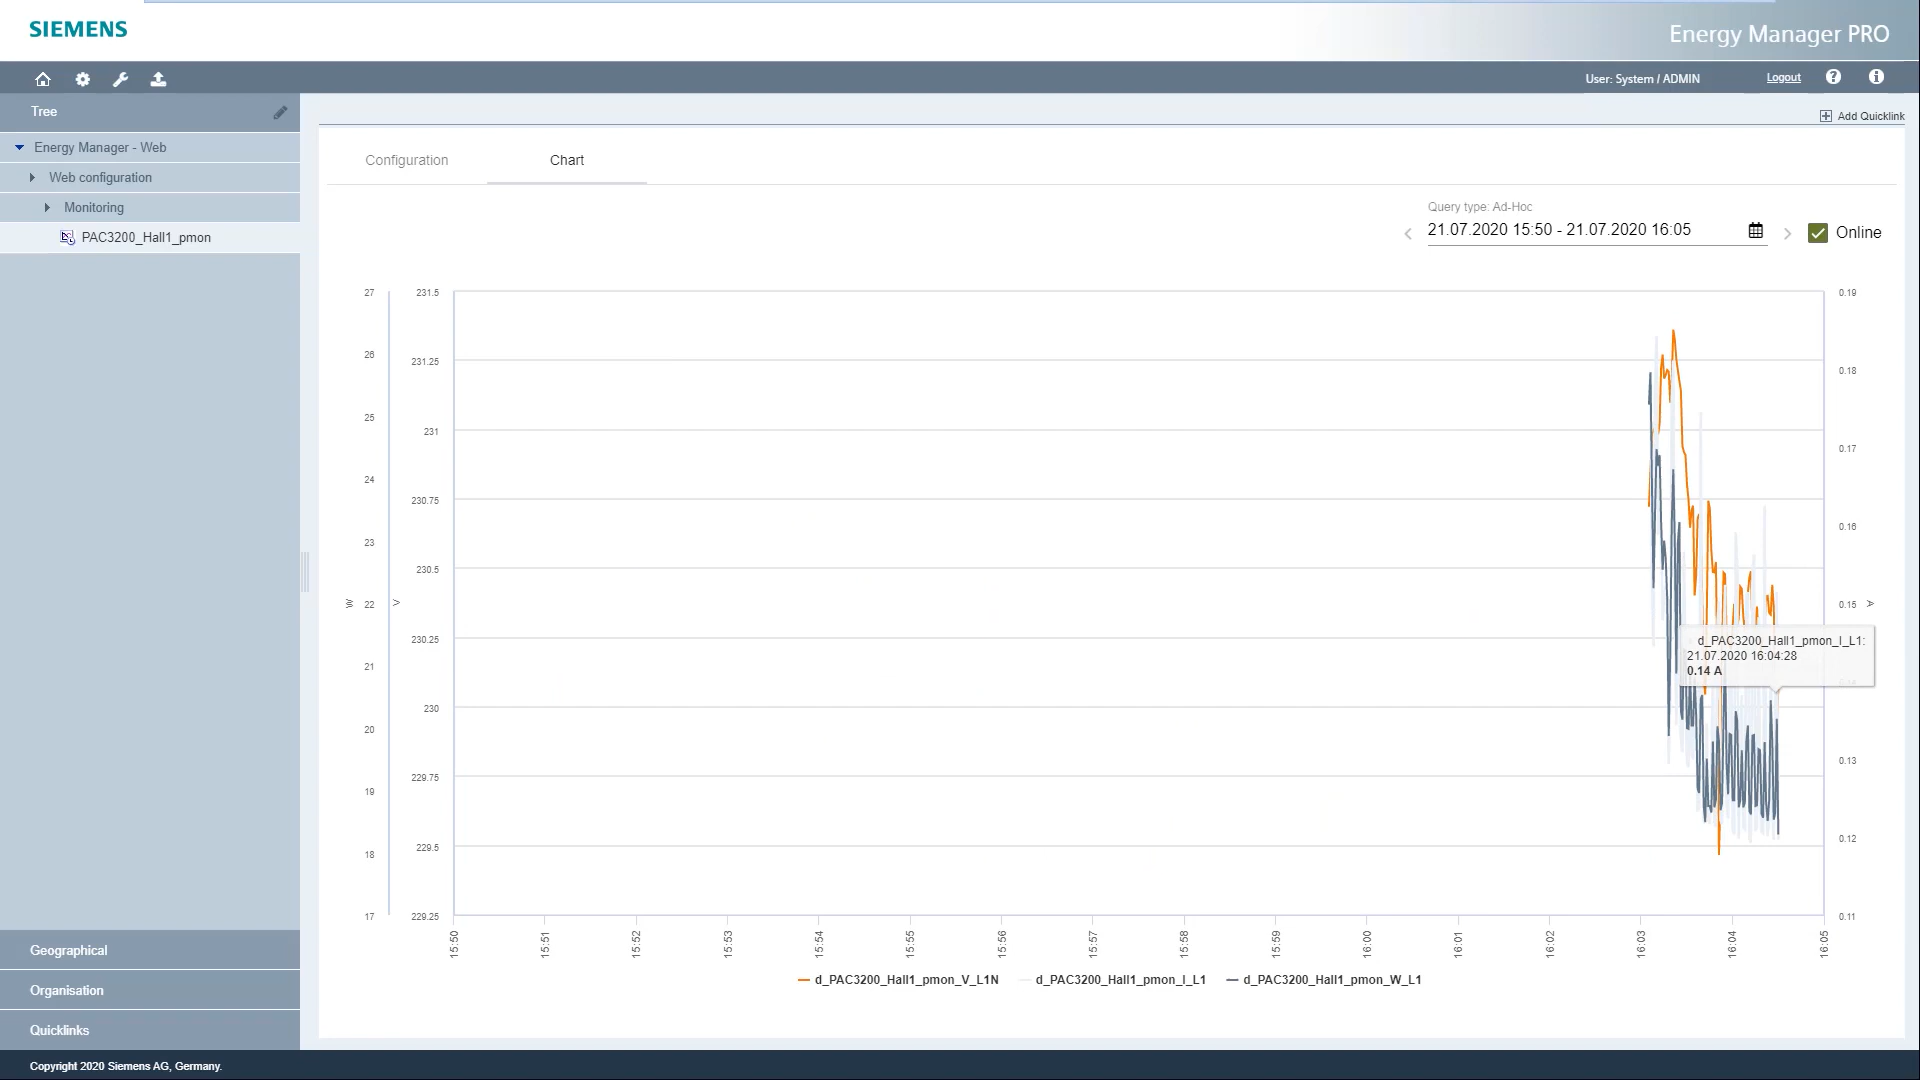 SIEMENS
Energy Manager PRO
User: System / ADMIN
Logout
Tree
Add Quicklink
Energy Manager - Web
Web configuration
Monitoring
PAC3200_Hall1_pmon
Configuration
Chart
Query type: Ad-Hoc
21.07.2020 15:50 - 21.07.2020 16:05
Online
27
26
25
24
23
22
21
20
19
18
17
W
231.5
231.25
231
230.75
230.5
230.25
230
229.75
229.5
229.25
V
0.19
0.18
0.17
0.16
0.15
0.13
0.12
0.11
A
d_PAC3200_Hall1_pmon_I_L1:
21.07.2020 16:04:28
0.14 A
15:50
15:51
15:52
15:53
15:54
15:55
15:56
15:57
15:58
15:59
16:00
16:01
16:02
16:03
16:04
16:05
d_PAC3200_Hall1_pmon_V_L1N
d_PAC3200_Hall1_pmon_I_L1
d_PAC3200_Hall1_pmon_W_L1
Geographical
Organisation
Quicklinks
Copyright 2020 Siemens AG, Germany.